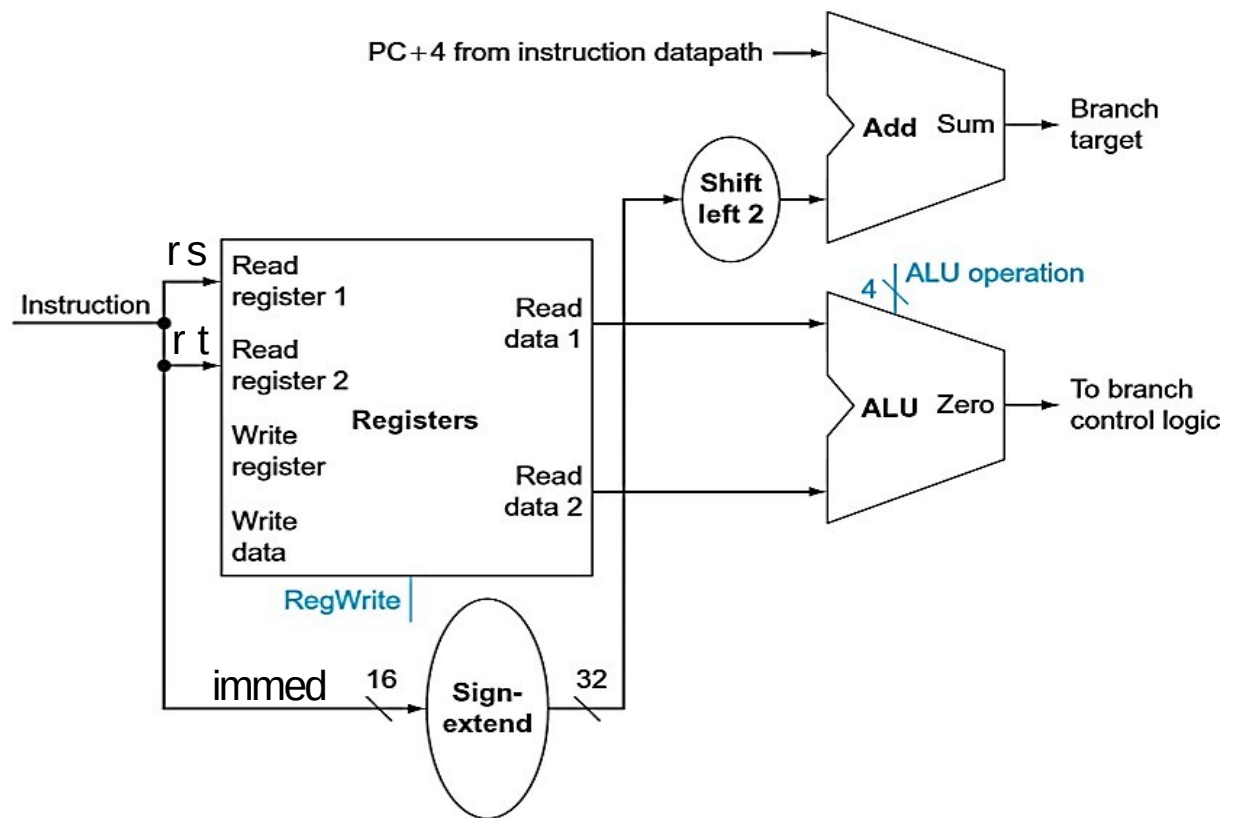 PC+4 from instruction datapath
Add Sum
Branch
target
Shift
left 2
rs
Read
register 1
Instruction
Read
data 1
4
ALU operation
rt
Read
register 2
Registers
ALU Zero
To branch
control logic
Write
register
Read
data 2
Write
data
RegWrite
immed
16
Sign-
extend
32